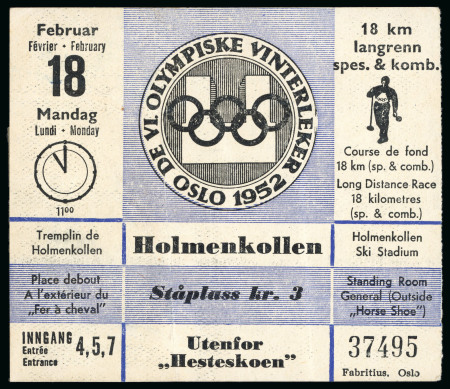 Februar
Février · February
18
Mandag
Lundi · Monday
11⁰⁰
DE VI. OLYMPISKE VINTERLEKER
OSLO 1952
18 km
langrenn
spes. & komb.
Course de fond
18 km (sp. & comb.)
Long Distance Race
18 kilometres
(sp. & comb.)
Tremplin de
Holmenkollen
Holmenkollen
Holmenkollen
Ski Stadium
Place debout
A l'extérieur du
„Fer à cheval"
Ståplass kr. 3
Standing Room
General (Outside
„Horse Shoe")
INNGANG
Entrée
Entrance
4, 5, 7
Utenfor
„Hesteskoen"
37495
Fabritius, Oslo